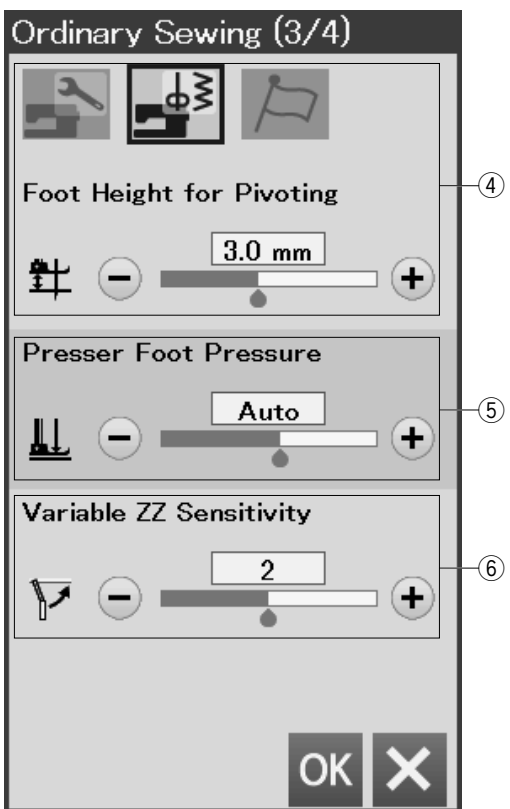 Ordinary Sewing (3/4)
Foot Height for Pivoting
④
3.0 mm
− +
Presser Foot Pressure
⑤
Auto
− +
Variable ZZ Sensitivity
⑥
2
− +
OK ×